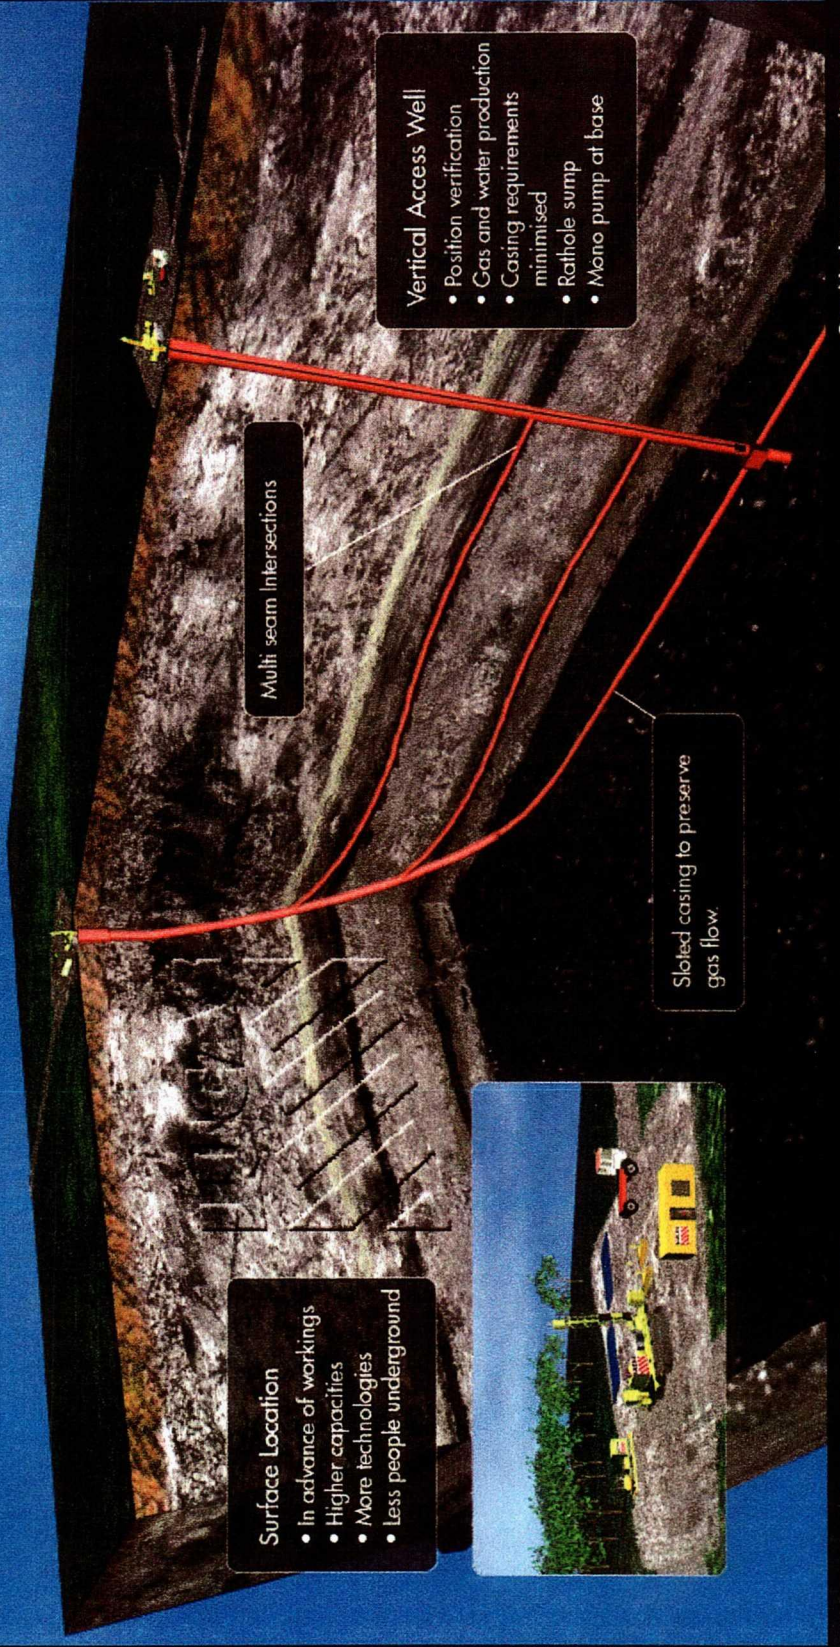 Surface Location
• In advance of workings
• Higher capacities
• More technologies
• Less people underground
Multi seam Intersections
Vertical Access Well
• Position verification
• Gas and water production
• Casing requirements
minimised
• Rathole sump
• Mono pump at base
Sloted casing to preserve
gas flow.